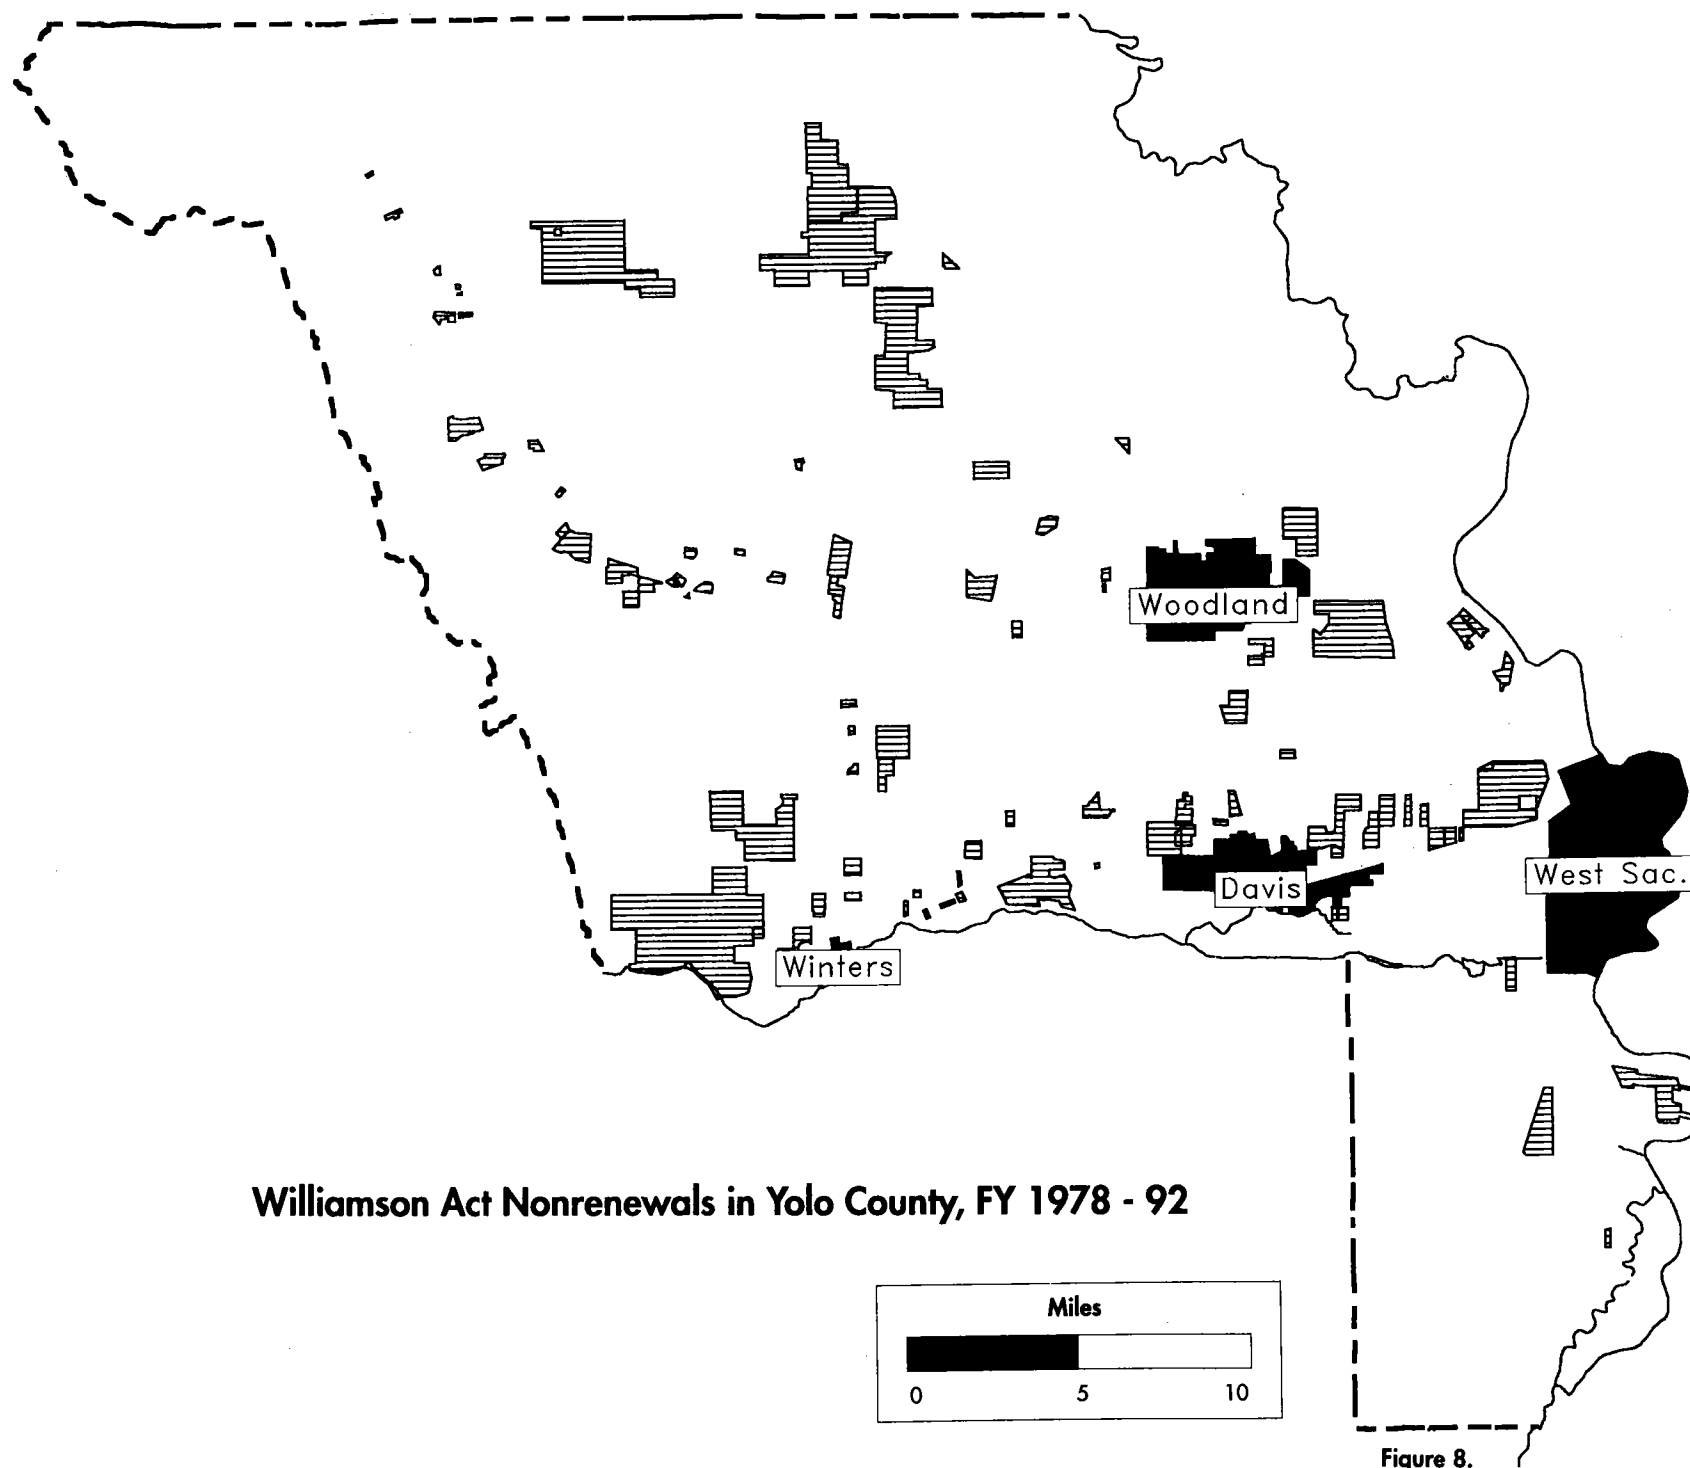 Woodland
West Sac.
Davis
Winters
Williamson Act Nonrenewals in Yolo County, FY 1978 - 92
Miles
0 5 10
Figure 8.